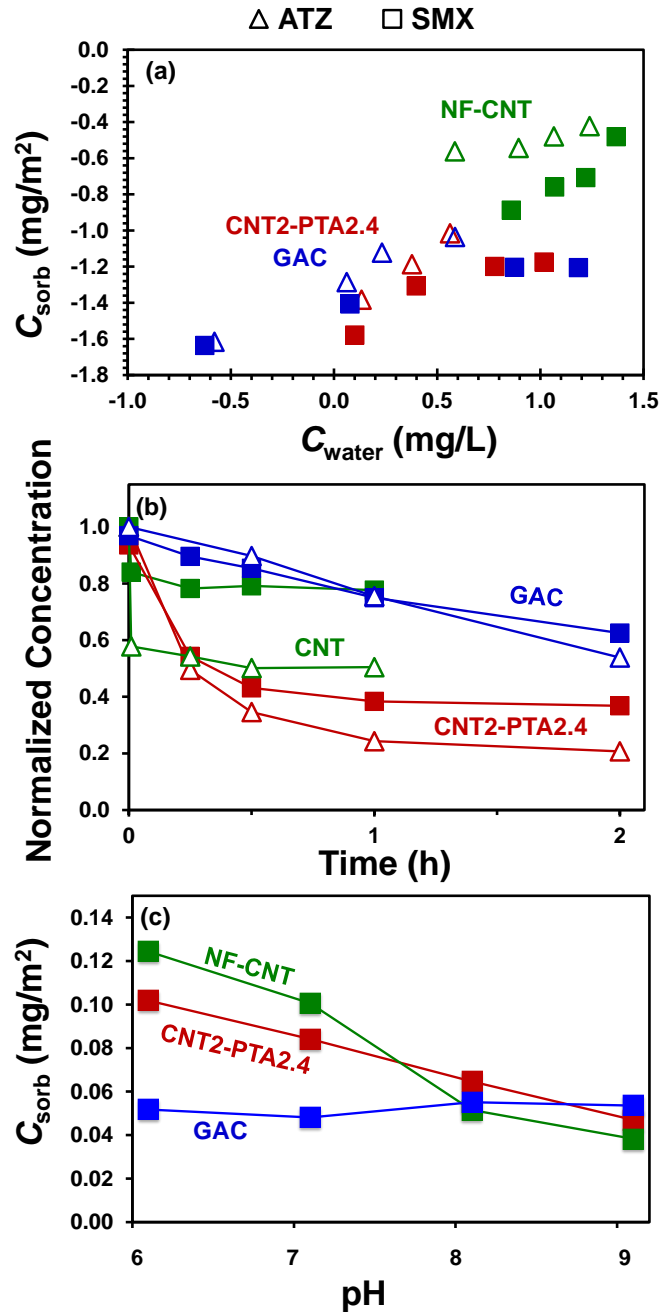 △ ATZ □ SMX
(a)
0.0
-0.2
-0.4
-0.6
-0.8
-1.0
-1.2
-1.4
-1.6
-1.8
C_sorb (mg/m²)
NF-CNT
CNT2-PTA2.4
GAC
-1.0 -0.5 0.0 0.5 1.0 1.5
C_water (mg/L)
(b)
1.0
0.8
0.6
0.4
0.2
0.0
Normalized Concentration
GAC
CNT
CNT2-PTA2.4
0 1 2
Time (h)
(c)
0.14
0.12
0.10
0.08
0.06
0.04
0.02
0.00
C_sorb (mg/m²)
NF-CNT
CNT2-PTA2.4
GAC
6 7 8 9
pH